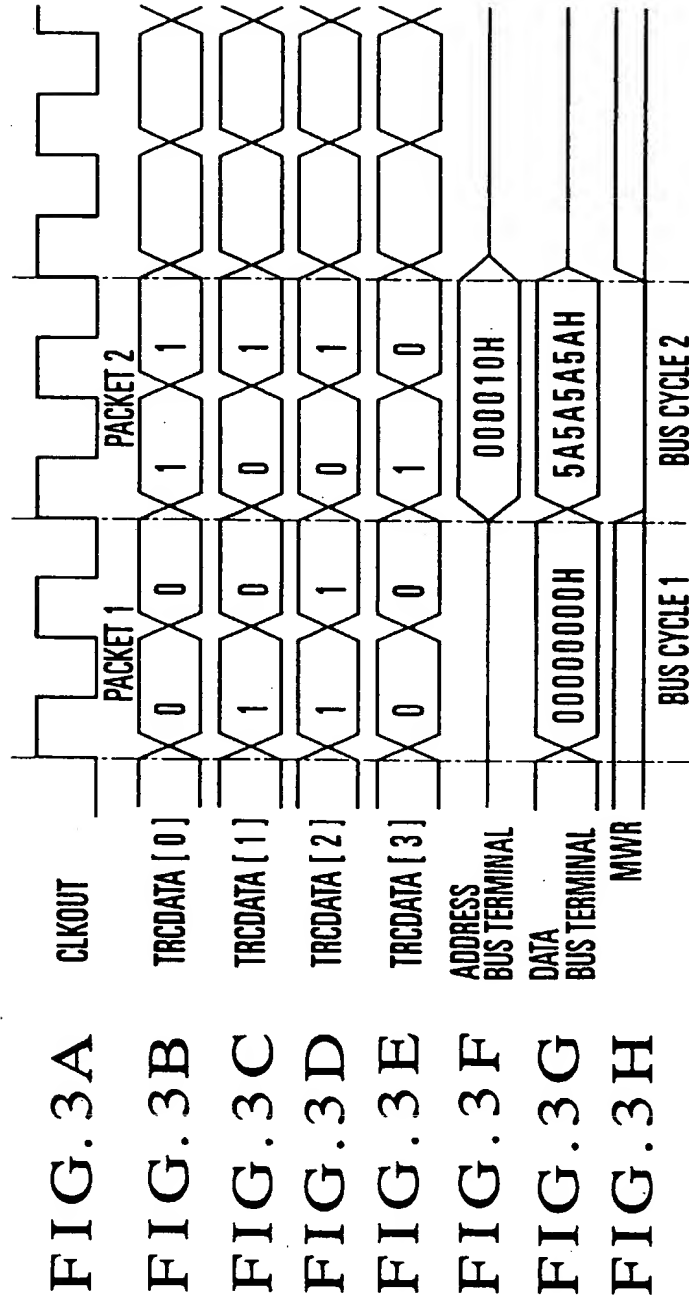 FIG.3A CLKOUT
PACKET 1 PACKET 2
FIG.3B TRCDATA [ 0 ] 0 0 1 1
FIG.3C TRCDATA [ 1 ] 1 0 0 1
FIG.3D TRCDATA [ 2 ] 1 1 0 1
FIG.3E TRCDATA [ 3 ] 0 0 1 0
FIG.3F ADDRESS BUS TERMINAL 000010H
FIG.3G DATA BUS TERMINAL 00000000H 5A5A5A5AH
FIG.3H MWR
BUS CYCLE 1 BUS CYCLE 2